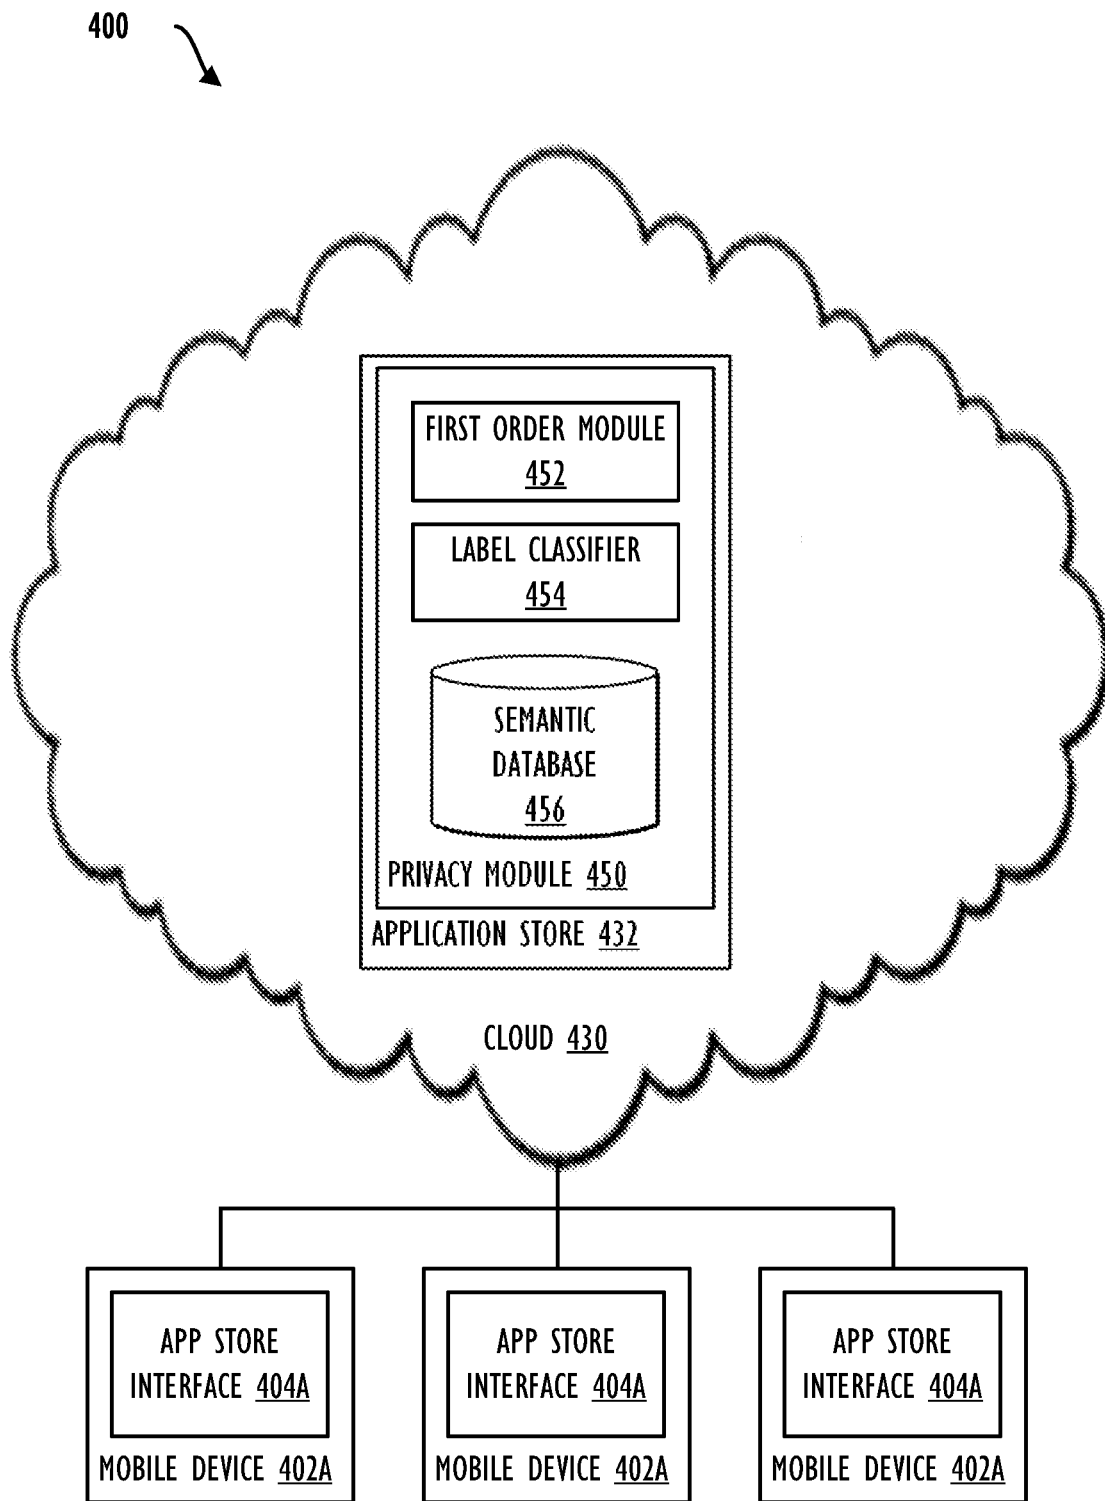 400
FIRST ORDER MODULE
452
LABEL CLASSIFIER
454
SEMANTIC
DATABASE
456
PRIVACY MODULE 450
APPLICATION STORE 432
CLOUD 430
APP STORE
INTERFACE 404A
MOBILE DEVICE 402A
APP STORE
INTERFACE 404A
MOBILE DEVICE 402A
APP STORE
INTERFACE 404A
MOBILE DEVICE 402A